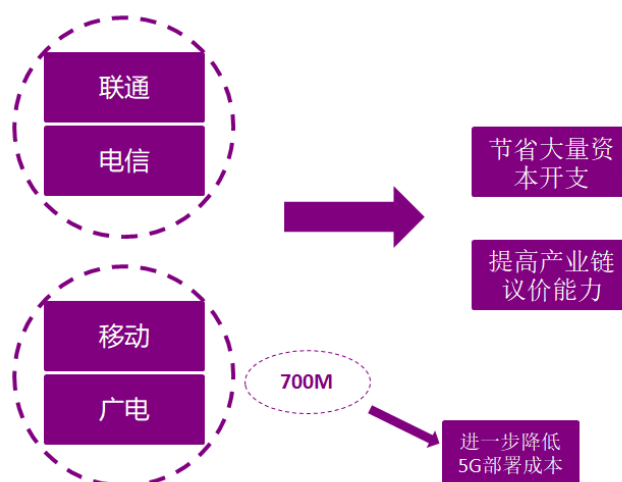 联通
电信
节省大量资
本开支
提高产业链
议价能力
移动
广电
700M
进一步降低
5G部署成本